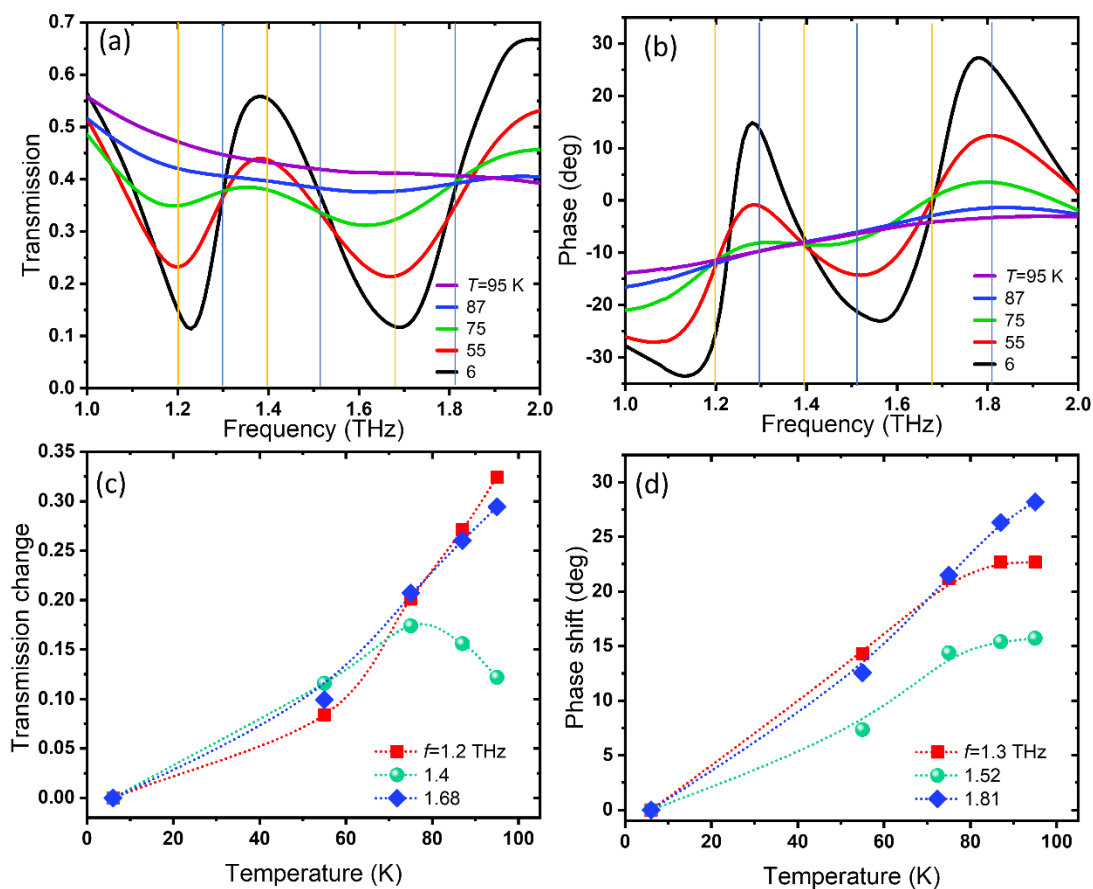 (a)
Transmission
0.7
0.6
0.5
0.4
0.3
0.2
0.1
0.0
T=95 K
87
75
55
6
1.0 1.2 1.4 1.6 1.8 2.0
Frequency (THz)
(b)
Phase (deg)
30
20
10
0
-10
-20
-30
T=95 K
87
75
55
6
1.0 1.2 1.4 1.6 1.8 2.0
Frequency (THz)
(c)
Transmission change
0.35
0.30
0.25
0.20
0.15
0.10
0.05
0.00
f=1.2 THz
1.4
1.68
0 20 40 60 80 100
Temperature (K)
(d)
Phase shift (deg)
30
25
20
15
10
5
0
f=1.3 THz
1.52
1.81
0 20 40 60 80 100
Temperature (K)